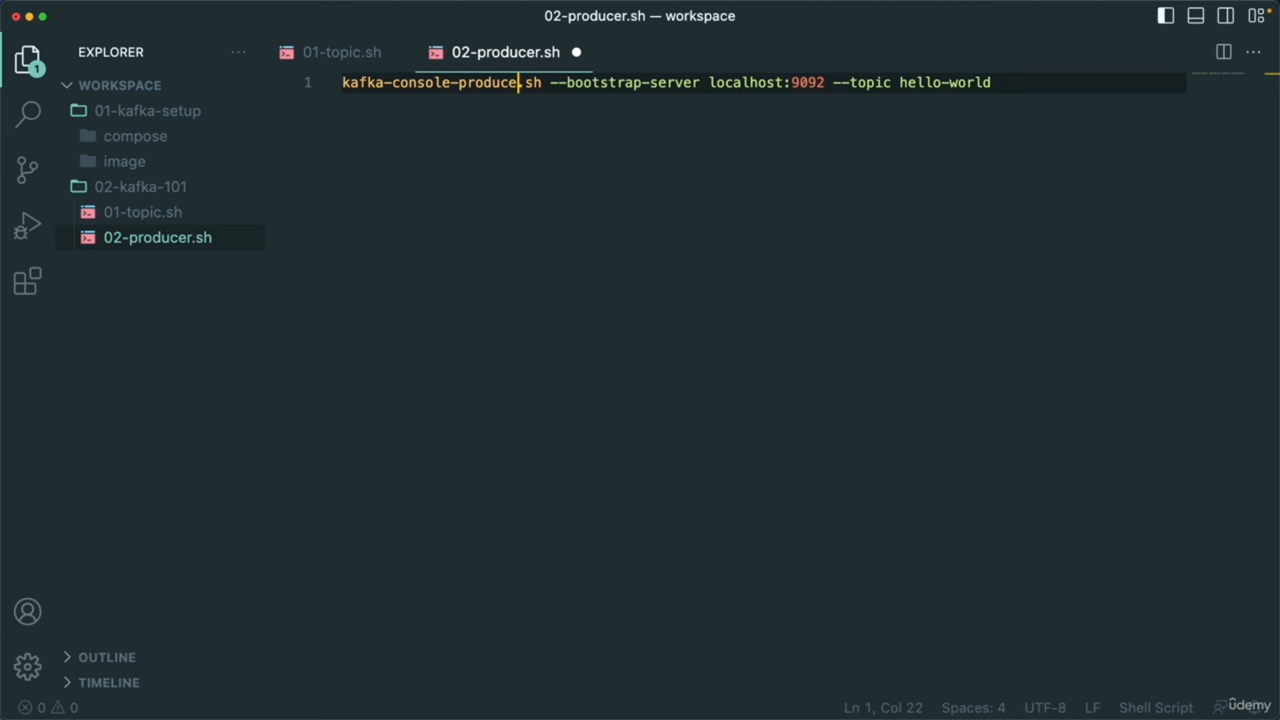 02-producer.sh — workspace
EXPLORER
01-topic.sh
02-producer.sh
WORKSPACE
1 kafka-console-produce.sh --bootstrap-server localhost:9092 --topic hello-world
01-kafka-setup
compose
image
02-kafka-101
01-topic.sh
02-producer.sh
1
OUTLINE
TIMELINE
0 0
Ln 1, Col 22
Spaces: 4
UTF-8
LF
Shell Script
udemy